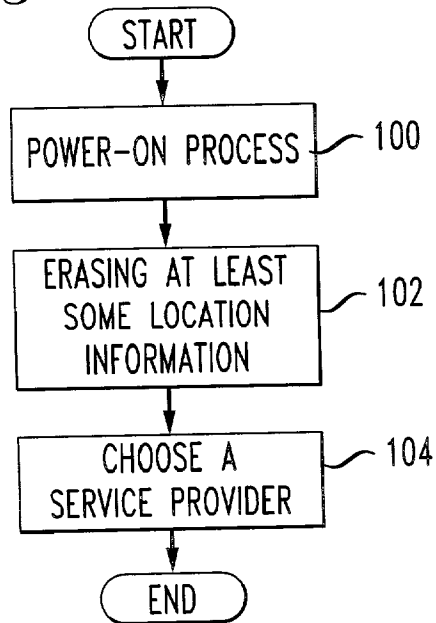 START
POWER-ON PROCESS
100
ERASING AT LEAST
SOME LOCATION
INFORMATION
102
CHOOSE A
SERVICE PROVIDER
104
END